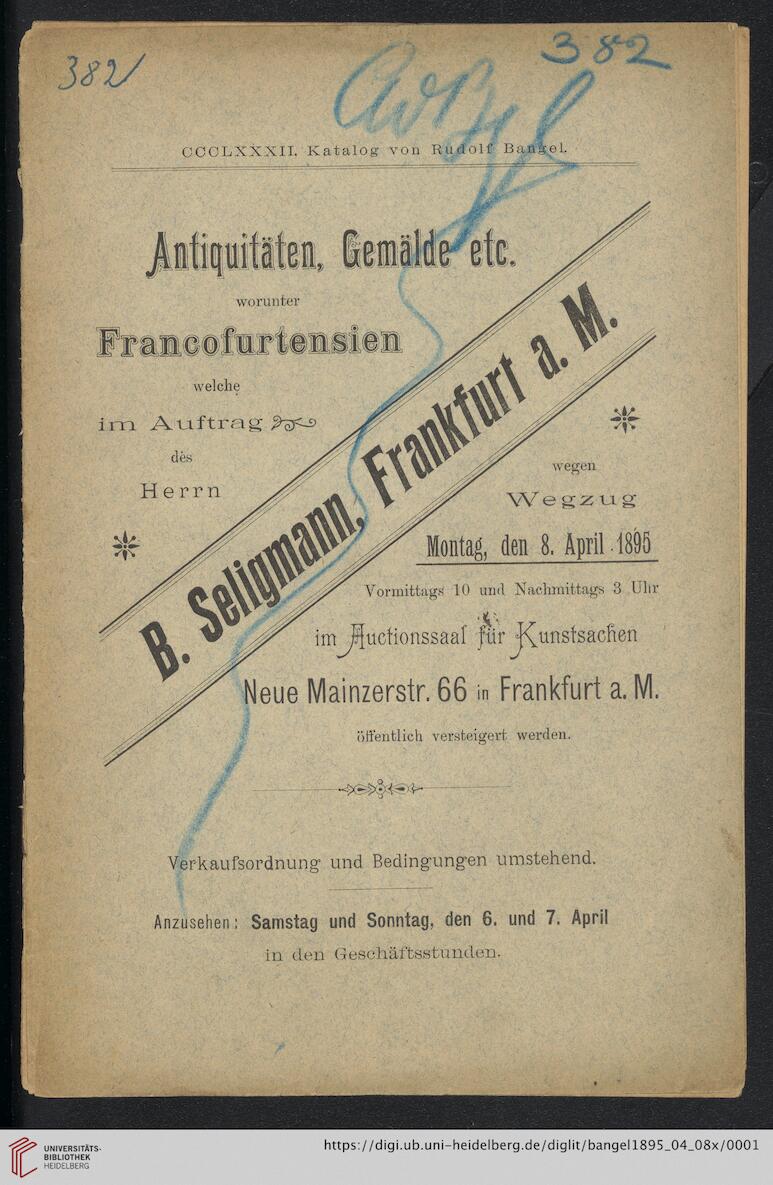 382
382
CCCLXXXII. Katalog von Rudolf Bangel.
Antiquitäten, Gemälde etc.
worunter
Francofurtensien
welche
im Auftrag
des
Herrn
B. Seligmann, Frankfurt a. M.
wegen
Wegzug
Montag, den 8. April 1895
Vormittags 10 und Nachmittags 3 Uhr
im Auctionssaal für Kunstsachen
Neue Mainzerstr. 66 in Frankfurt a. M.
öffentlich versteigert werden.
Verkaufsordnung und Bedingungen umstehend.
Anzusehen: Samstag und Sonntag, den 6. und 7. April
in den Geschäftsstunden.
UNIVERSITÄTS-
BIBLIOTHEK
HEIDELBERG
https://digi.ub.uni-heidelberg.de/diglit/bangel1895_04_08x/0001